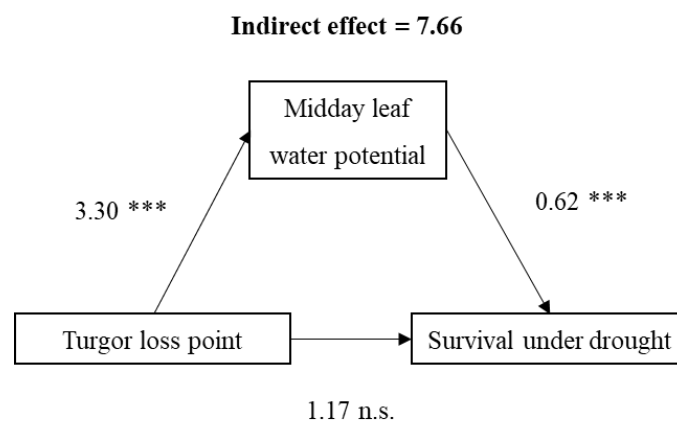 Indirect effect = 7.66
Midday leaf
water potential
3.30 ***
0.62 ***
Turgor loss point
Survival under drought
1.17 n.s.